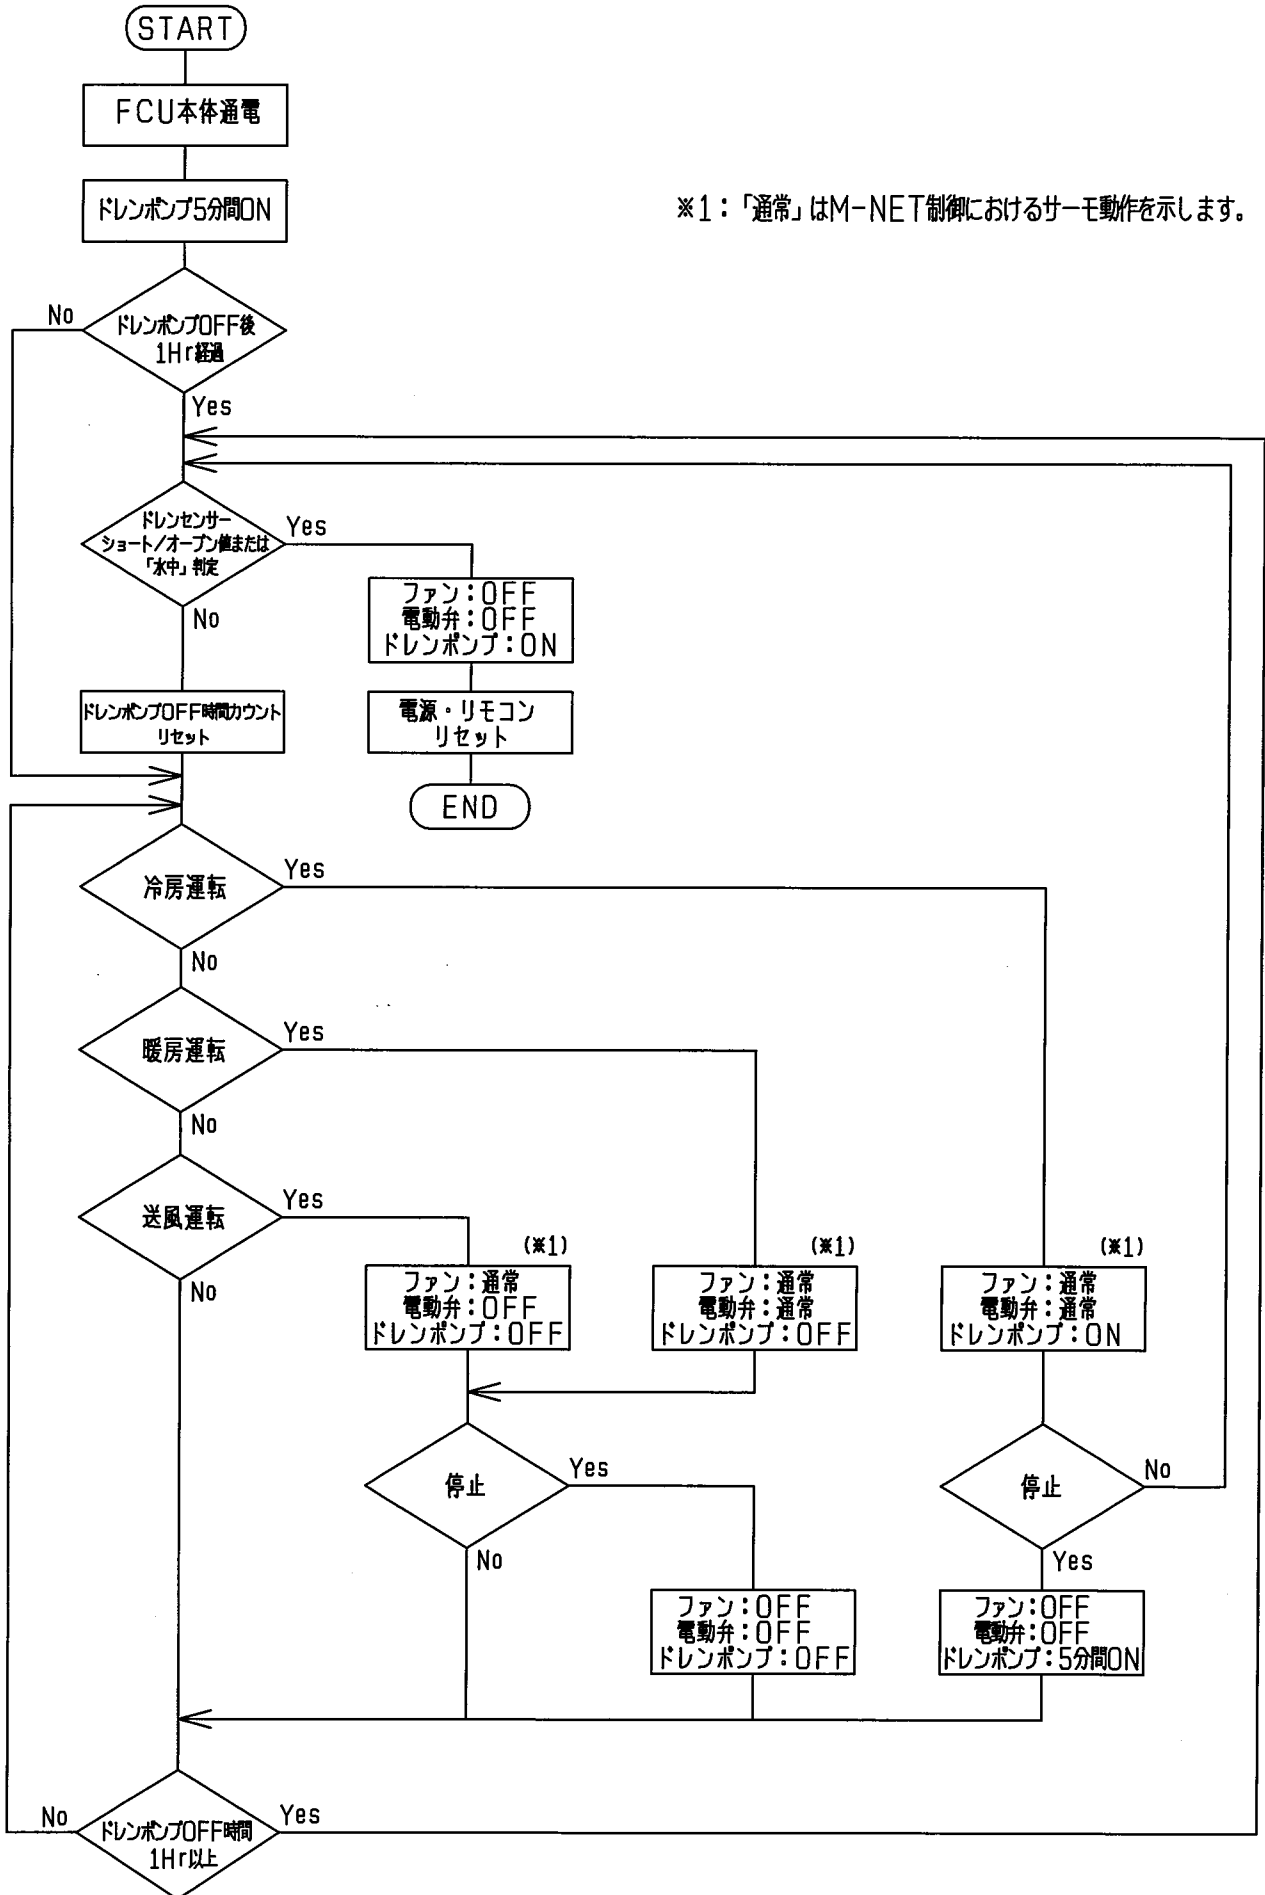 START
FCU本体通電
ドレンポンプ5分間ON
※1：「通常」はM-NET制御におけるサーモ動作を示します。
No
ドレンポンプOFF後
1Hr経過
Yes
ドレンセンサー
ショート/オープン値または
「水中」判定
Yes
No
ファン：OFF
電動弁：OFF
ドレンポンプ：ON
ドレンポンプOFF時間カウント
リセット
電源・リモコン
リセット
END
冷房運転
Yes
No
暖房運転
Yes
No
送風運転
Yes
No
(※1)
ファン：通常
電動弁：OFF
ドレンポンプ：OFF
(※1)
ファン：通常
電動弁：通常
ドレンポンプ：OFF
(※1)
ファン：通常
電動弁：通常
ドレンポンプ：ON
停止
Yes
No
停止
No
Yes
ファン：OFF
電動弁：OFF
ドレンポンプ：OFF
ファン：OFF
電動弁：OFF
ドレンポンプ：5分間ON
No
ドレンポンプOFF時間
1Hr以上
Yes